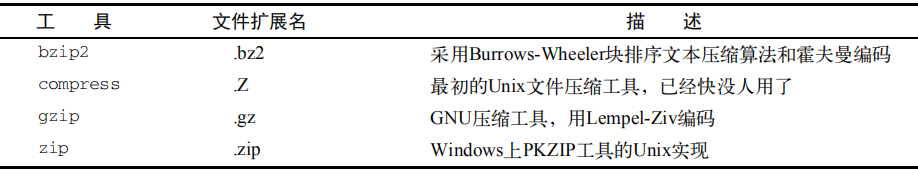 工 具 文件扩展名 描 述
bzip2 .bz2 采用Burrows-Wheeler块排序文本压缩算法和霍夫曼编码
compress .Z 最初的Unix文件压缩工具，已经快没人用了
gzip .gz GNU压缩工具，用Lempel-Ziv编码
zip .zip Windows上PKZIP工具的Unix实现